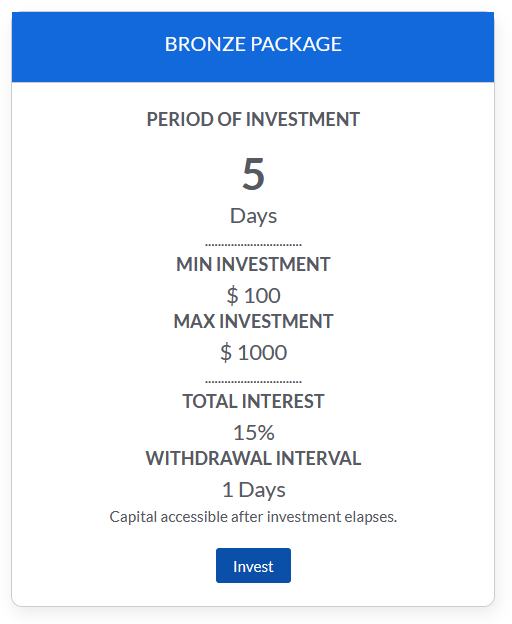 BRONZE PACKAGE
PERIOD OF INVESTMENT
5
Days
..............................
MIN INVESTMENT
$ 100
MAX INVESTMENT
$ 1000
..............................
TOTAL INTEREST
15%
WITHDRAWAL INTERVAL
1 Days
Capital accessible after investment elapses.
Invest